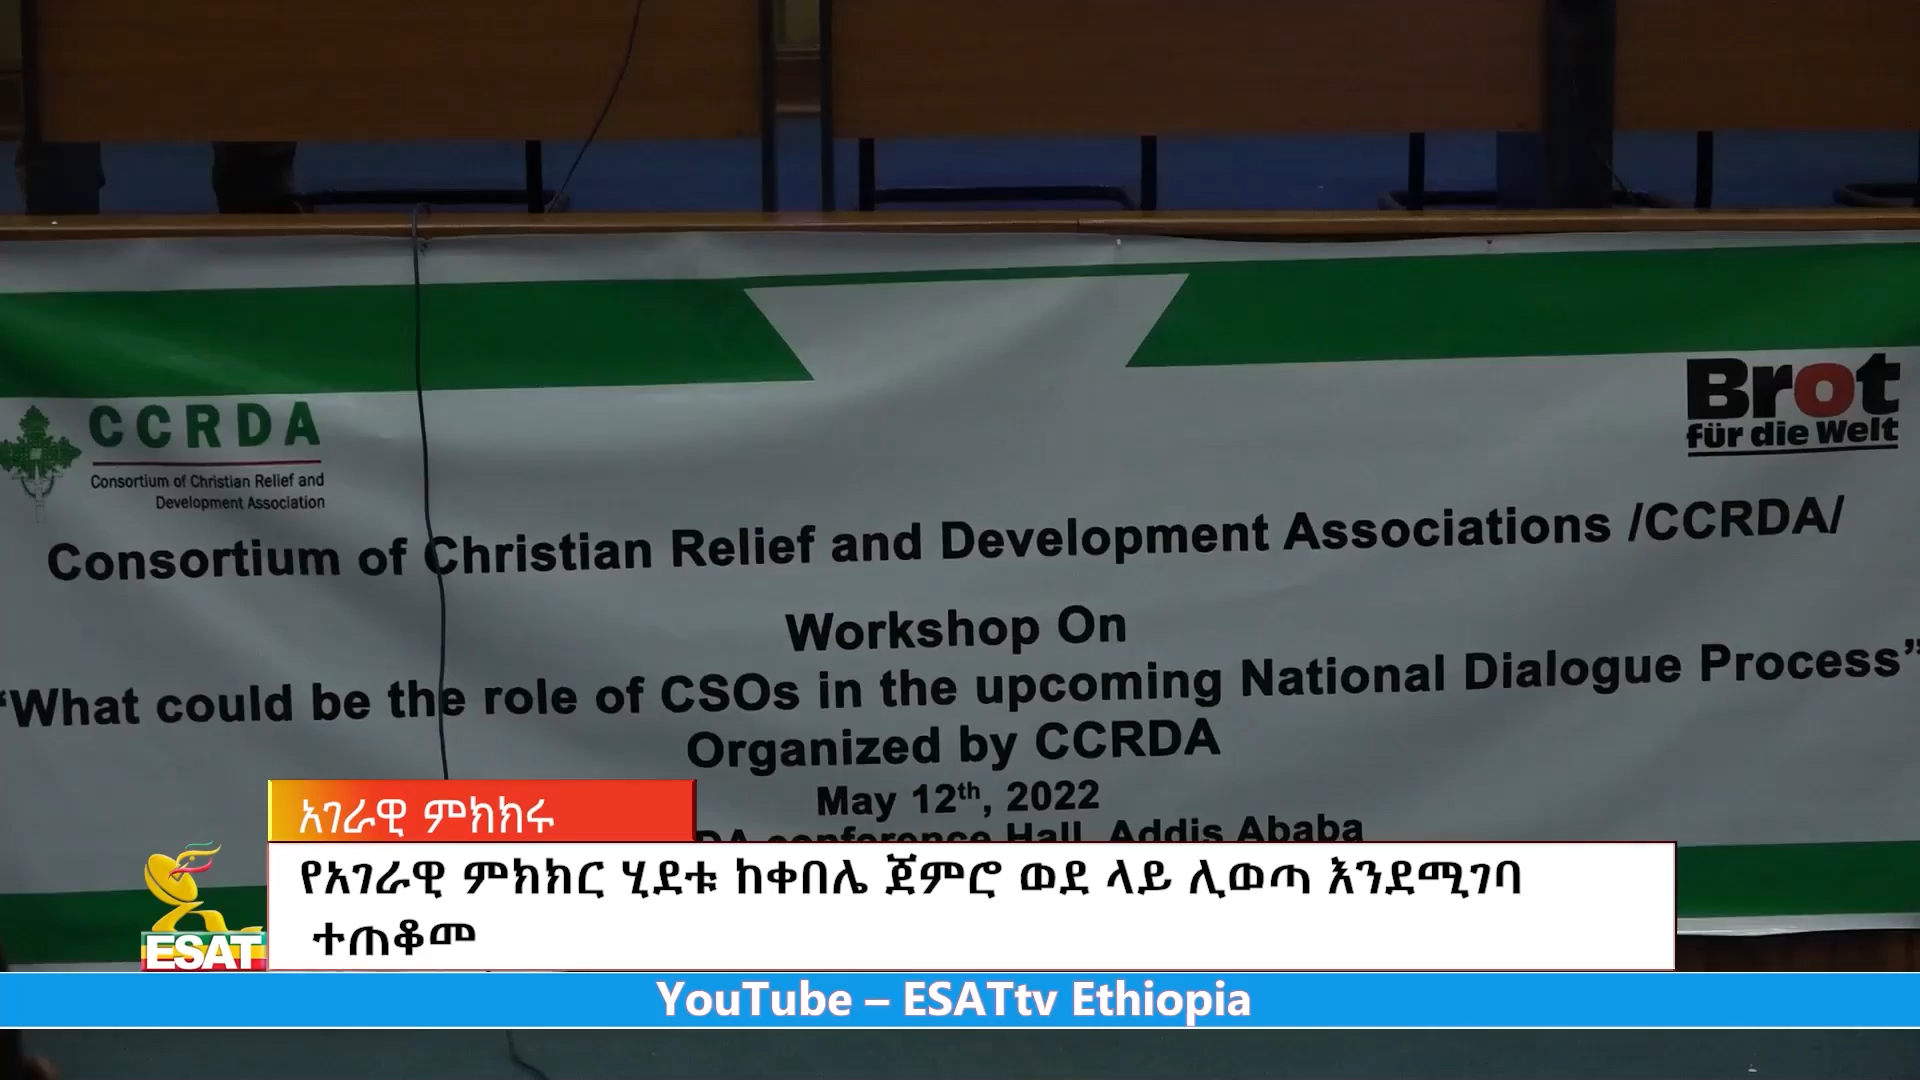 CCRDA
Consortium of Christian Relief and
Development Association
Brot
für die Welt
Consortium of Christian Relief and Development Associations /CCRDA/
Workshop On
“What could be the role of CSOs in the upcoming National Dialogue Process”
Organized by CCRDA
May 12th, 2022
conference Hall, Addis Ababa
አገራዊ ምክክሩ
የአገራዊ ምክክር ሂደቱ ከቀበሌ ጀምሮ ወደ ላይ ሊወጣ እንደሚገባ
ተጠቆመ
ESAT
YouTube – ESATtv Ethiopia